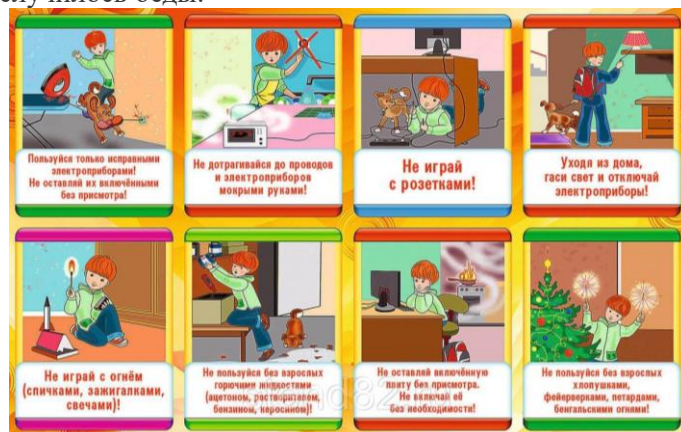 случилось беды.
Пользуйся только исправными
электроприборами!
Не оставляй их включёнными
без присмотра!
Не дотрагивайся до проводов
и электроприборов
мокрыми руками!
Не играй
с розетками!
Уходя из дома,
гаси свет и отключай
электроприборы!
Не играй с огнём
(спичками, зажигалками,
свечами)!
Не пользуйся без взрослых
горючими жидкостями
(ацетоном, растворителем,
бензином, керосином)!
Не оставляй включённую
плиту без присмотра.
Не включай её
без необходимости!
Не пользуйся без взрослых
хлопушками,
фейерверками, петардами,
бенгальскими огнями!